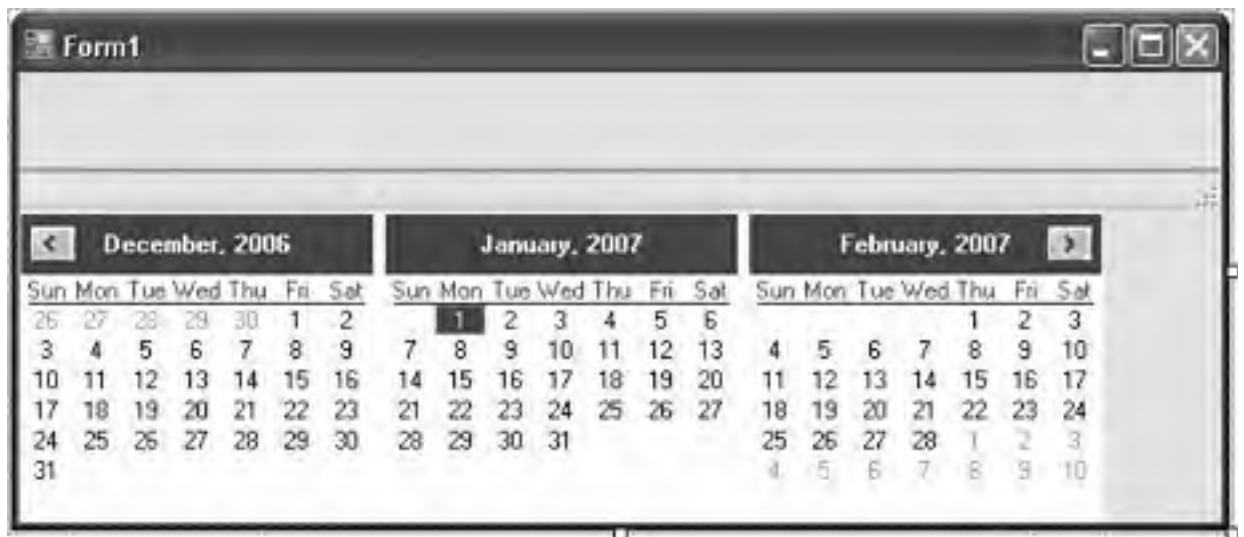 Form1
December, 2006
Sun Mon Tue Wed Thu Fri Sat
26 27 28 29 30 1 2
3 4 5 6 7 8 9
10 11 12 13 14 15 16
17 18 19 20 21 22 23
24 25 26 27 28 29 30
31
January, 2007
Sun Mon Tue Wed Thu Fri Sat
1 2 3 4 5 6
7 8 9 10 11 12 13
14 15 16 17 18 19 20
21 22 23 24 25 26 27
28 29 30 31
February, 2007
Sun Mon Tue Wed Thu Fri Sat
1 2 3
4 5 6 7 8 9 10
11 12 13 14 15 16 17
18 19 20 21 22 23 24
25 26 27 28 1 2 3
4 5 6 7 8 9 10